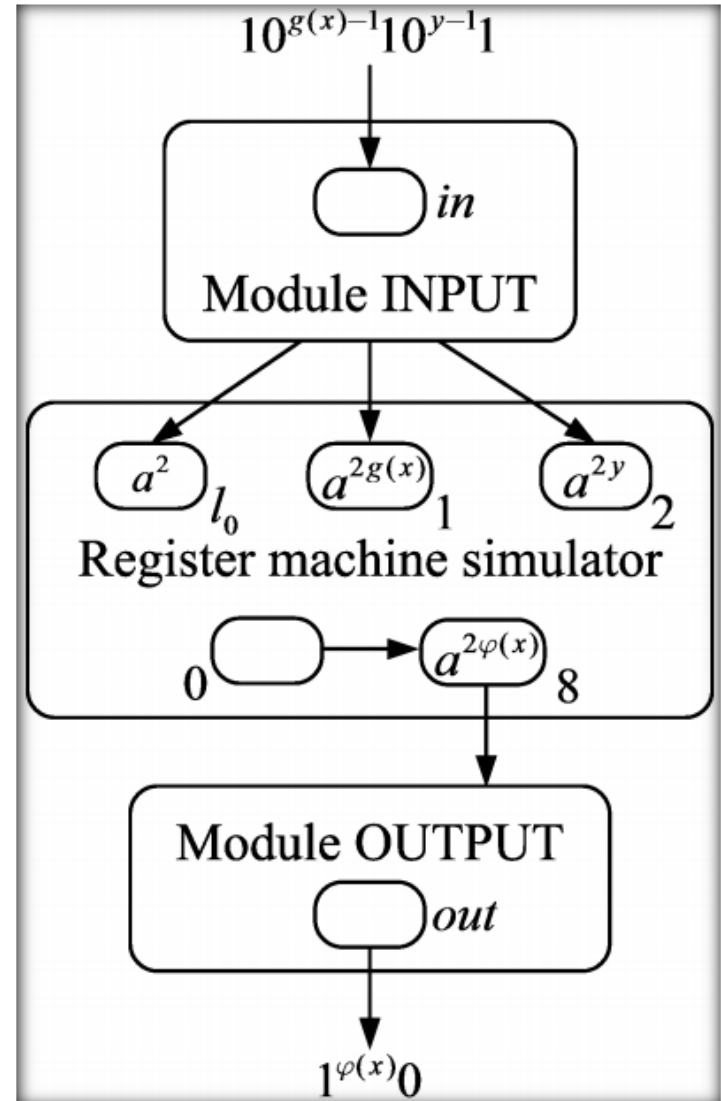 10^{g(x)−1}10^{y−1}1
in
Module INPUT
a^2 l_0 a^{2g(x)} 1 a^{2y} 2
Register machine simulator
0 a^{2φ(x)} 8
Module OUTPUT
out
1^{φ(x)}0